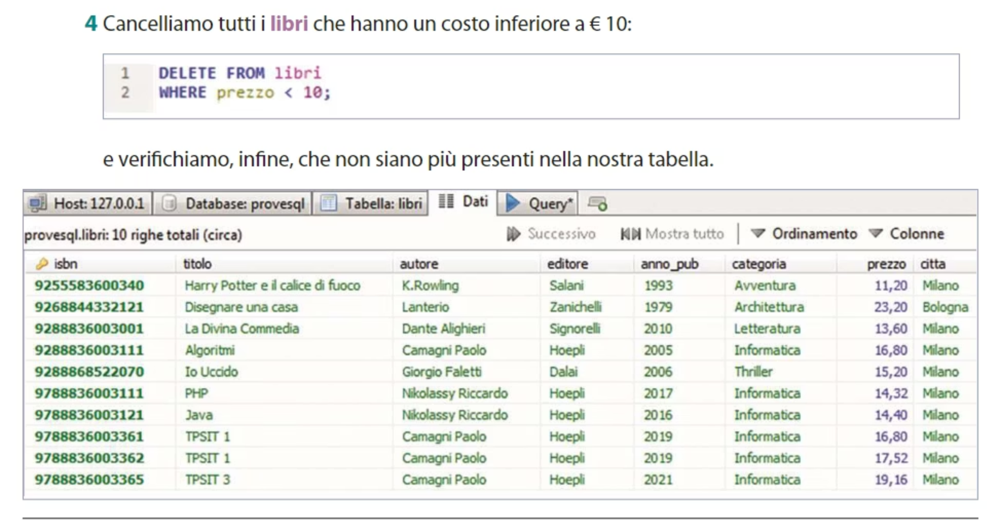 4 Cancelliamo tutti i libri che hanno un costo inferiore a € 10:
1 DELETE FROM libri
2 WHERE prezzo < 10;
e verifichiamo, infine, che non siano più presenti nella nostra tabella.
Host: 127.0.0.1 Database: provesql Tabella: libri Dati Query*
provesql.libri: 10 righe totali (circa) Successivo Mostra tutto Ordinamento Colonne
isbn titolo autore editore anno_pub categoria prezzo citta
9255583600340 Harry Potter e il calice di fuoco K.Rowling Salani 1993 Avventura 11,20 Milano
9268844332121 Disegnare una casa Lanterio Zanichelli 1979 Architettura 23,20 Bologna
9288836003001 La Divina Commedia Dante Alighieri Signorelli 2010 Letteratura 13,60 Milano
9288836003111 Algoritmi Camagni Paolo Hoepli 2005 Informatica 16,80 Milano
9288868522070 Io Uccido Giorgio Faletti Dalai 2006 Thriller 15,20 Milano
9788836003111 PHP Nikolassy Riccardo Hoepli 2017 Informatica 14,32 Milano
9788836003121 Java Nikolassy Riccardo Hoepli 2016 Informatica 14,40 Milano
9788836003361 TPSIT 1 Camagni Paolo Hoepli 2019 Informatica 16,80 Milano
9788836003362 TPSIT 1 Camagni Paolo Hoepli 2019 Informatica 17,52 Milano
9788836003365 TPSIT 3 Camagni Paolo Hoepli 2021 Informatica 19,16 Milano